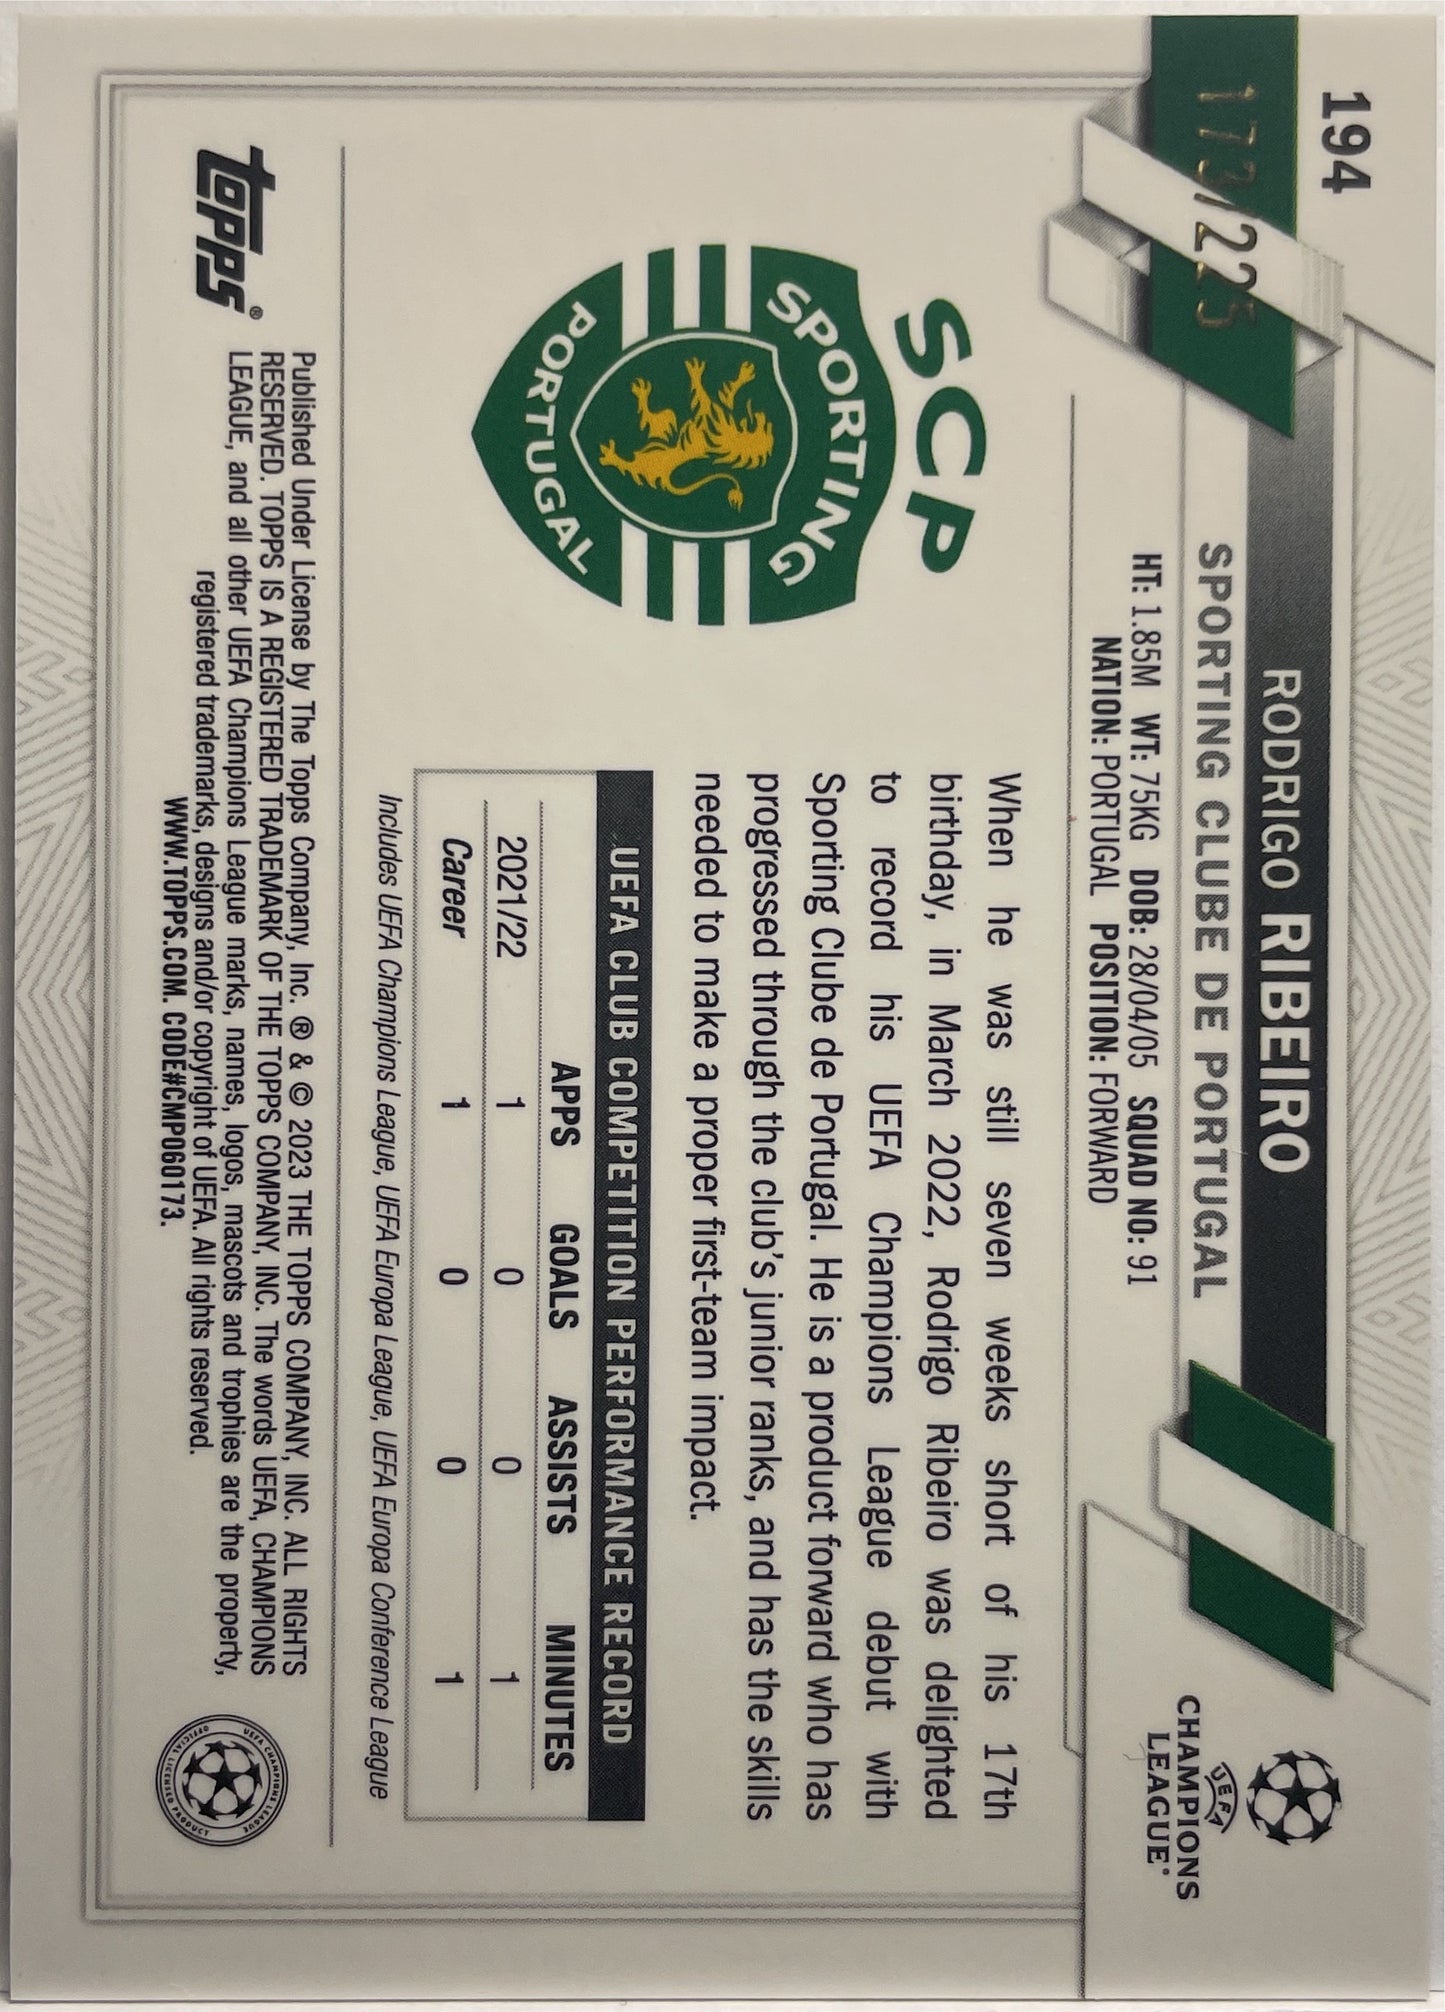 194
173/225
RODRIGO RIBEIRO
SPORTING CLUBE DE PORTUGAL
HT: 1.85M WT: 75KG DOB: 28/04/05 SQUAD NO: 91
NATION: PORTUGAL POSITION: FORWARD
UEFA
CHAMPIONS
LEAGUE
SCP
SPORTING
PORTUGAL
When he was still seven weeks short of his 17th
birthday, in March 2022, Rodrigo Ribeiro was delighted
to record his UEFA Champions League debut with
Sporting Clube de Portugal. He is a product forward who has
progressed through the club's junior ranks, and has the skills
needed to make a proper first-team impact.
UEFA CLUB COMPETITION PERFORMANCE RECORD
APPS GOALS ASSISTS MINUTES
2021/22 1 0 0 1
Career 1 0 0 1
Includes UEFA Champions League, UEFA Europa League, UEFA Europa Conference League
topps®
Published Under License by The Topps Company, Inc. ® & © 2023 THE TOPPS COMPANY, INC. ALL RIGHTS
RESERVED. TOPPS IS A REGISTERED TRADEMARK OF THE TOPPS COMPANY, INC. The words UEFA, CHAMPIONS
LEAGUE, and all other UEFA Champions League marks, names, logos, mascots and trophies are the property,
registered trademarks, designs and/or copyright of UEFA. All rights reserved.
WWW.TOPPS.COM. CODE#CMP060173.
UEFA CHAMPIONS LEAGUE
OFFICIAL LICENSED PRODUCT